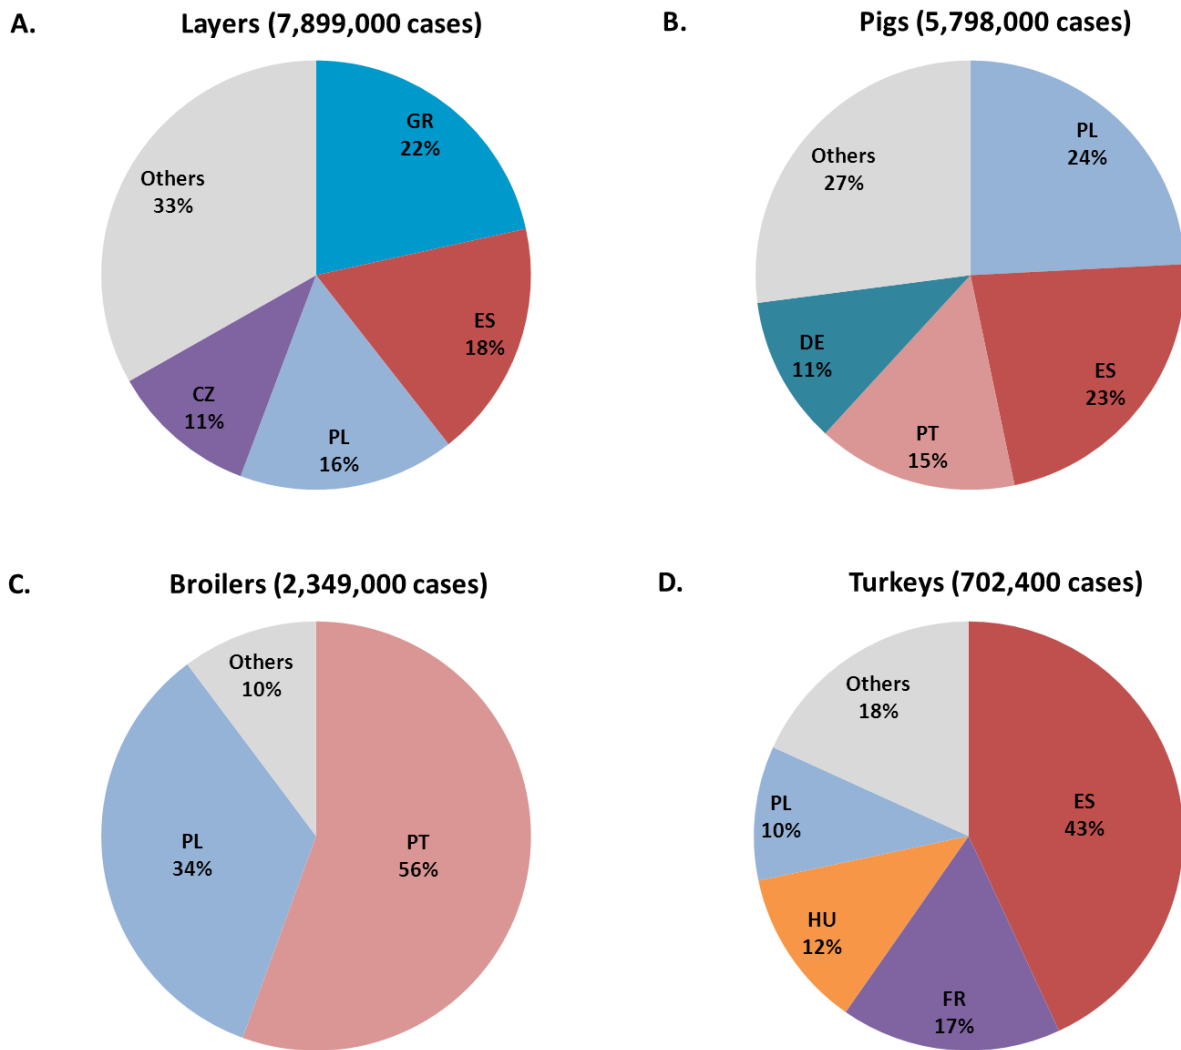 A.
Layers (7,899,000 cases)
GR
22%
ES
18%
PL
16%
CZ
11%
Others
33%
B.
Pigs (5,798,000 cases)
PL
24%
ES
23%
PT
15%
DE
11%
Others
27%
C.
Broilers (2,349,000 cases)
PT
56%
PL
34%
Others
10%
D.
Turkeys (702,400 cases)
ES
43%
FR
17%
HU
12%
PL
10%
Others
18%